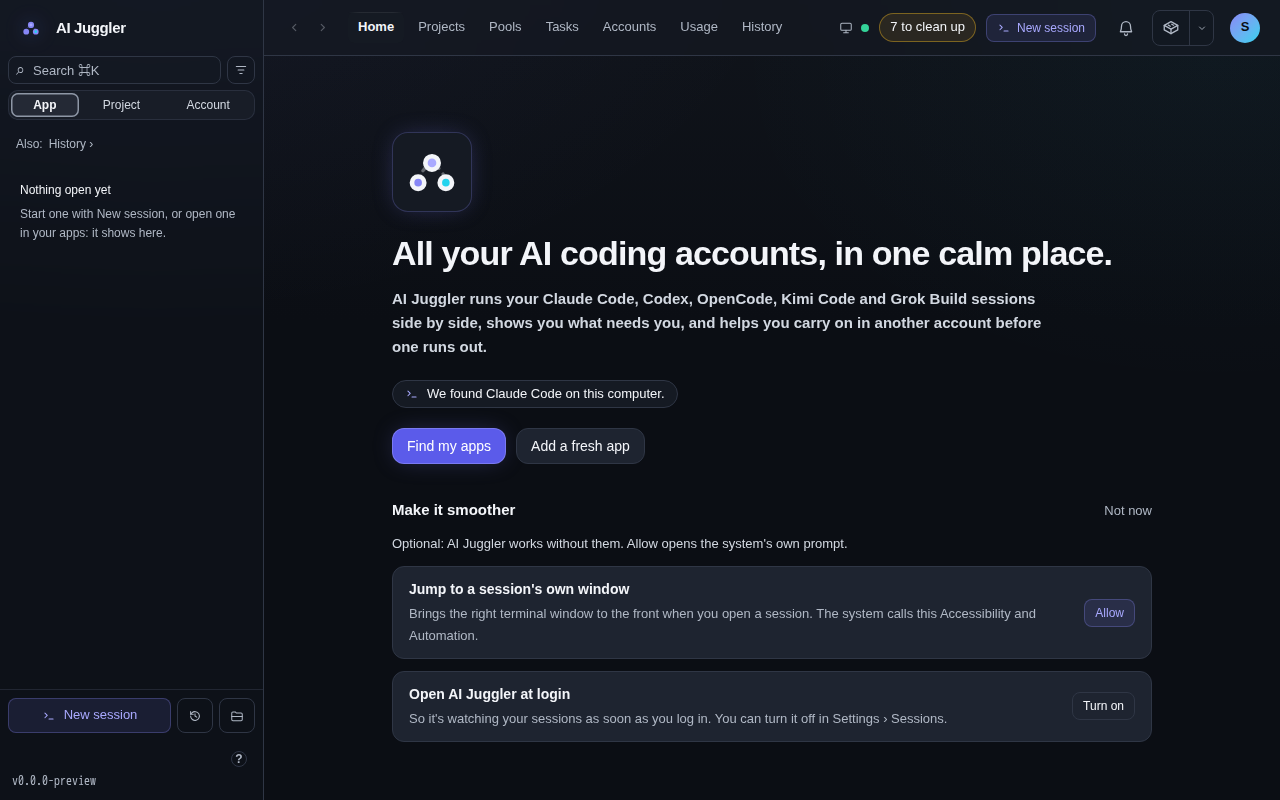 AI Juggler
Search ⌘K
App Project Account
Also: History ›
Nothing open yet
Start one with New session, or open one
in your apps: it shows here.
New session
?
v0.0.0-preview
Home Projects Pools Tasks Accounts Usage History
7 to clean up
New session
S
All your AI coding accounts, in one calm place.
AI Juggler runs your Claude Code, Codex, OpenCode, Kimi Code and Grok Build sessions
side by side, shows you what needs you, and helps you carry on in another account before
one runs out.
We found Claude Code on this computer.
Find my apps Add a fresh app
Make it smoother Not now
Optional: AI Juggler works without them. Allow opens the system's own prompt.
Jump to a session's own window
Brings the right terminal window to the front when you open a session. The system calls this Accessibility and
Automation.
Allow
Open AI Juggler at login
So it's watching your sessions as soon as you log in. You can turn it off in Settings › Sessions.
Turn on